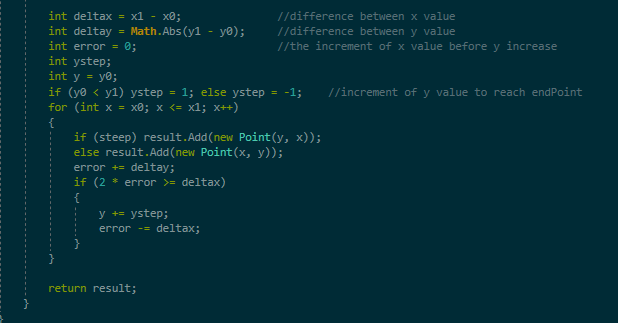 int deltax = x1 - x0;                //difference between x value
int deltay = Math.Abs(y1 - y0);      //difference between y value
int error = 0;                       //the increment of x value before y increase
int ystep;
int y = y0;
if (y0 < y1) ystep = 1; else ystep = -1;    //increment of y value to reach endPoint
for (int x = x0; x <= x1; x++)
{
    if (steep) result.Add(new Point(y, x));
    else result.Add(new Point(x, y));
    error += deltay;
    if (2 * error >= deltax)
    {
        y += ystep;
        error -= deltax;
    }
}
return result;
}
}